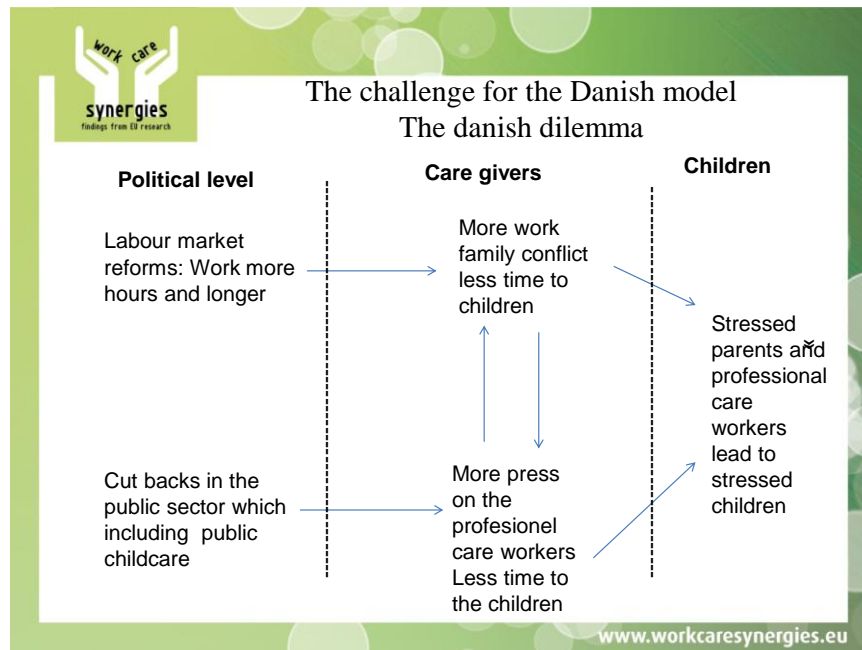 work care
synergies
findings from EU research
The challenge for the Danish model
The danish dilemma
Political level
Care givers
Children
Labour market
reforms: Work more
hours and longer
More work
family conflict
less time to
children
Stressed
parents and
professional
care
workers
lead to
stressed
children
Cut backs in the
public sector which
including public
childcare
More press
on the
profesionel
care workers
Less time to
the children
www.workcaresynergies.eu